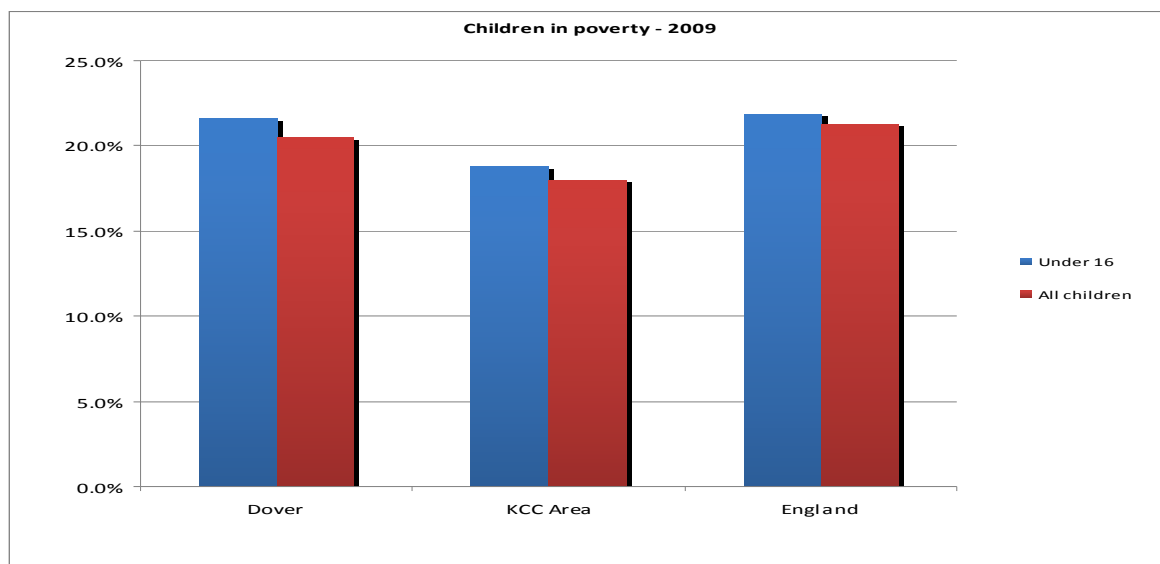 Children in poverty - 2009
25.0%
20.0%
15.0%
10.0%
5.0%
0.0%
Dover KCC Area England
Under 16
All children